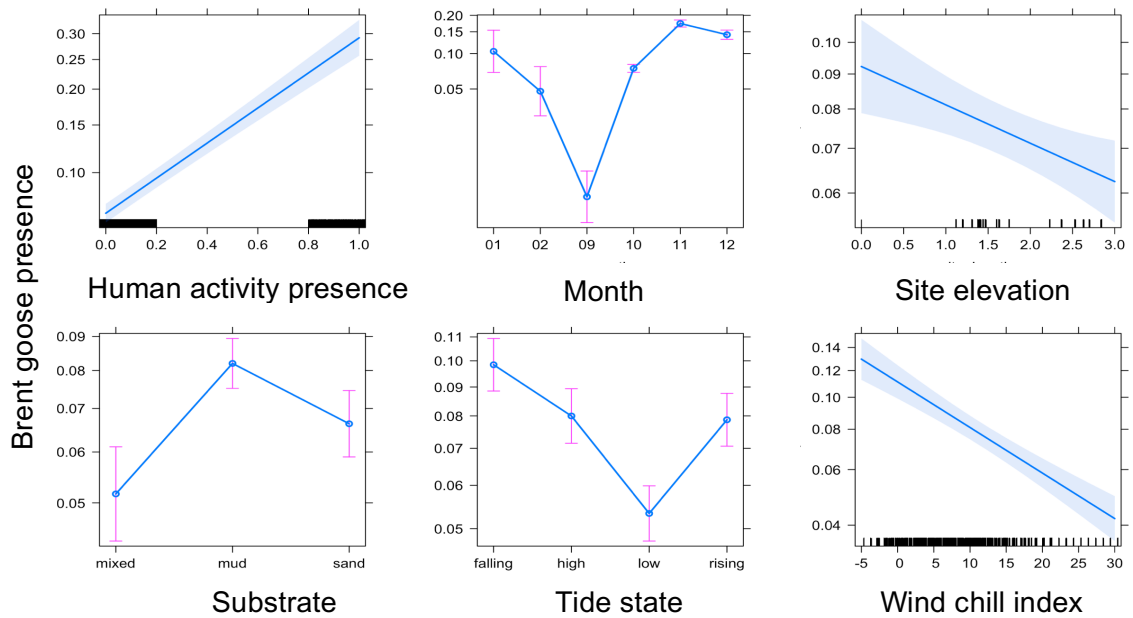 Brent goose presence
0.30
0.25
0.20
0.15
0.10
0.0 0.2 0.4 0.6 0.8 1.0
Human activity presence
0.20
0.15
0.10
0.05
01 02 09 10 11 12
Month
0.10
0.09
0.08
0.07
0.06
0.0 0.5 1.0 1.5 2.0 2.5 3.0
Site elevation
0.09
0.08
0.07
0.06
0.05
mixed mud sand
Substrate
0.11
0.10
0.09
0.08
0.07
0.06
0.05
falling high low rising
Tide state
0.14
0.12
0.10
0.08
0.06
0.04
-5 0 5 10 15 20 25 30
Wind chill index